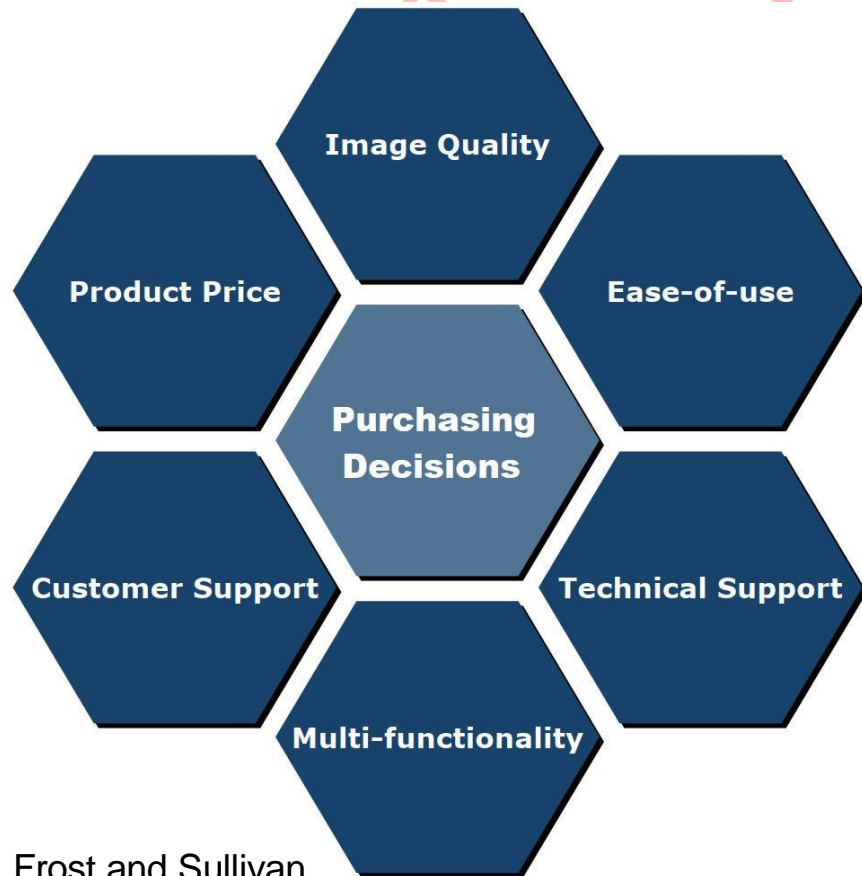 Image Quality
Product Price
Ease-of-use
Purchasing
Decisions
Customer Support
Technical Support
Multi-functionality
Frost and Sullivan